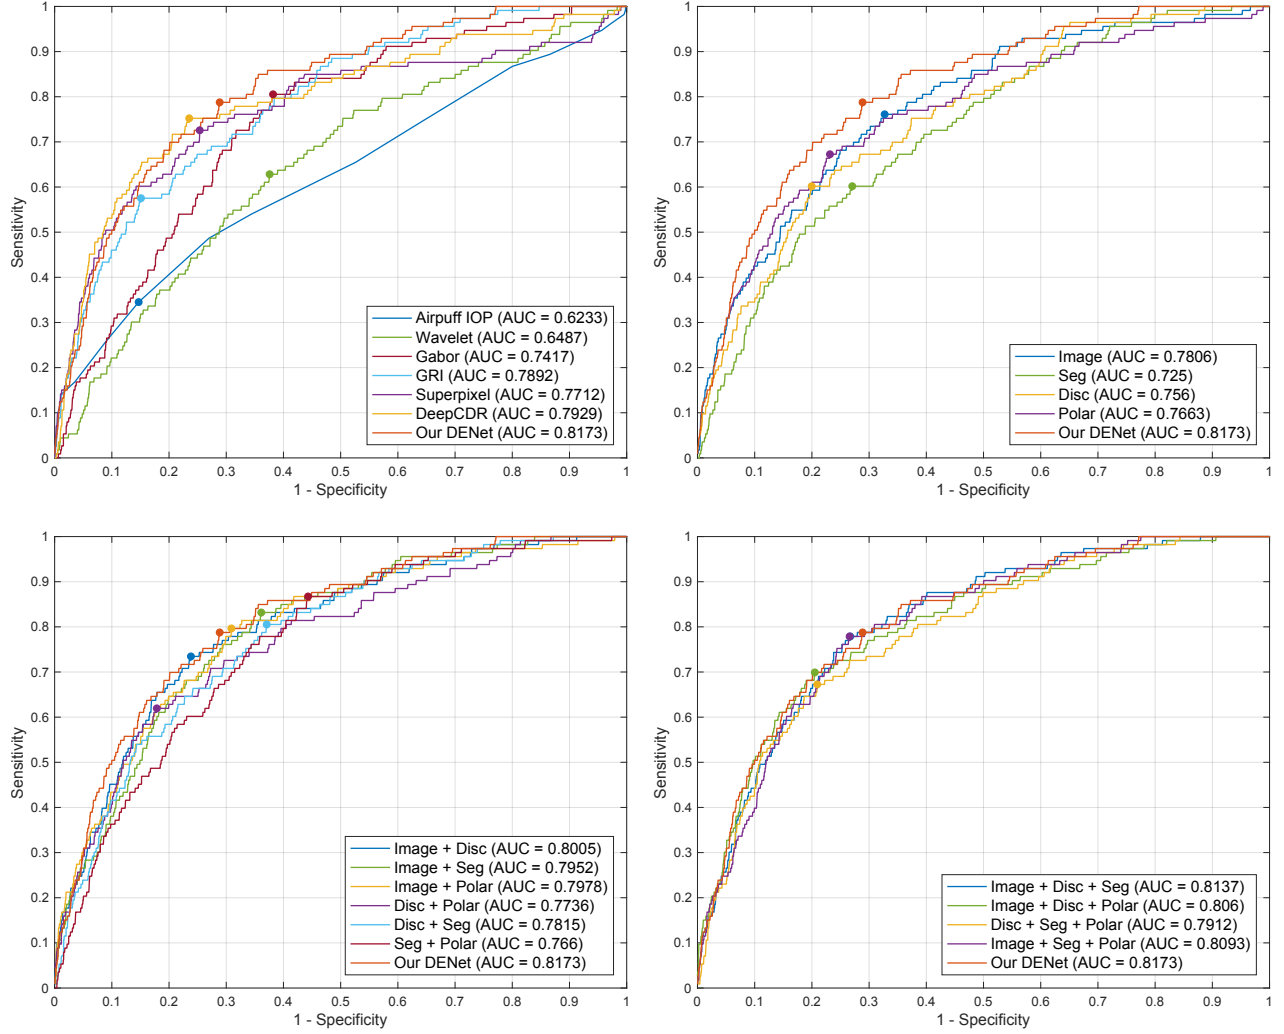 1
0.9
0.8
0.7
0.6
0.5
0.4
0.3
0.2
0.1
0
Sensitivity
Airpuff IOP (AUC = 0.6233)
Wavelet (AUC = 0.6487)
Gabor (AUC = 0.7417)
GRI (AUC = 0.7892)
Superpixel (AUC = 0.7712)
DeepCDR (AUC = 0.7929)
Our DENet (AUC = 0.8173)
0 0.1 0.2 0.3 0.4 0.5 0.6 0.7 0.8 0.9 1
1 - Specificity
1
0.9
0.8
0.7
0.6
0.5
0.4
0.3
0.2
0.1
0
Sensitivity
Image (AUC = 0.7806)
Seg (AUC = 0.725)
Disc (AUC = 0.756)
Polar (AUC = 0.7663)
Our DENet (AUC = 0.8173)
0 0.1 0.2 0.3 0.4 0.5 0.6 0.7 0.8 0.9 1
1 - Specificity
1
0.9
0.8
0.7
0.6
0.5
0.4
0.3
0.2
0.1
0
Sensitivity
Image + Disc (AUC = 0.8005)
Image + Seg (AUC = 0.7952)
Image + Polar (AUC = 0.7978)
Disc + Polar (AUC = 0.7736)
Disc + Seg (AUC = 0.7815)
Seg + Polar (AUC = 0.766)
Our DENet (AUC = 0.8173)
0 0.1 0.2 0.3 0.4 0.5 0.6 0.7 0.8 0.9 1
1 - Specificity
1
0.9
0.8
0.7
0.6
0.5
0.4
0.3
0.2
0.1
0
Sensitivity
Image + Disc + Seg (AUC = 0.8137)
Image + Disc + Polar (AUC = 0.806)
Disc + Seg + Polar (AUC = 0.7912)
Image + Seg + Polar (AUC = 0.8093)
Our DENet (AUC = 0.8173)
0 0.1 0.2 0.3 0.4 0.5 0.6 0.7 0.8 0.9 1
1 - Specificity